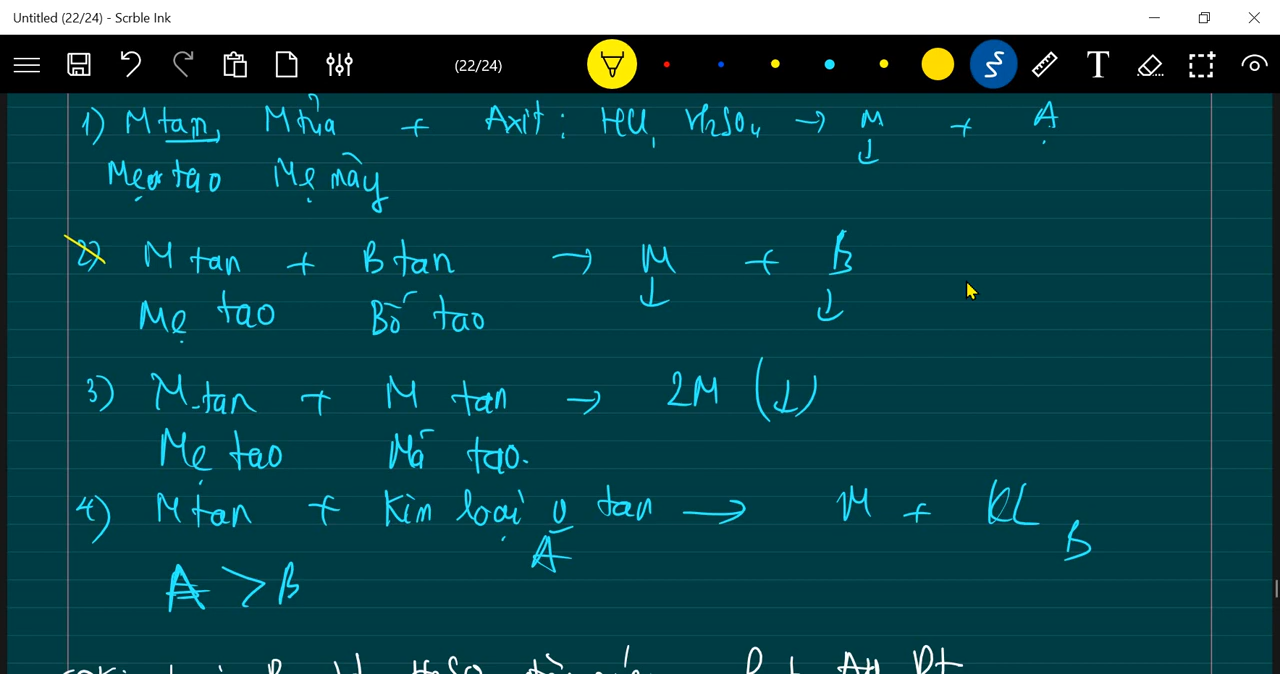 Untitled (22/24) - Scrble Ink
(22/24)
T
1) M tan, M tủa + Axit: HCl, H2SO4 → M ↓ + A
Mẹ tao Mẹ mày
2) M tan + B tan → M ↓ + B ↓
Mẹ tao Bố tao
3) M tan + M tan → 2M (↓)
Mẹ tao Má tao.
4) M tan + Kim loại 0 tan → M + KL B
A
A > B